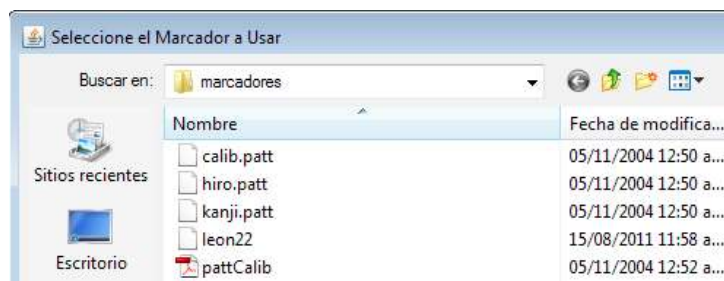 Seleccione el Marcador a Usar
Buscar en: marcadores
Nombre Fecha de modifica...
Sitios recientes
Escritorio
calib.patt 05/11/2004 12:50 a...
hiro.patt 05/11/2004 12:50 a...
kanji.patt 05/11/2004 12:50 a...
leon22 15/08/2011 11:58 a...
pattCalib 05/11/2004 12:52 a...